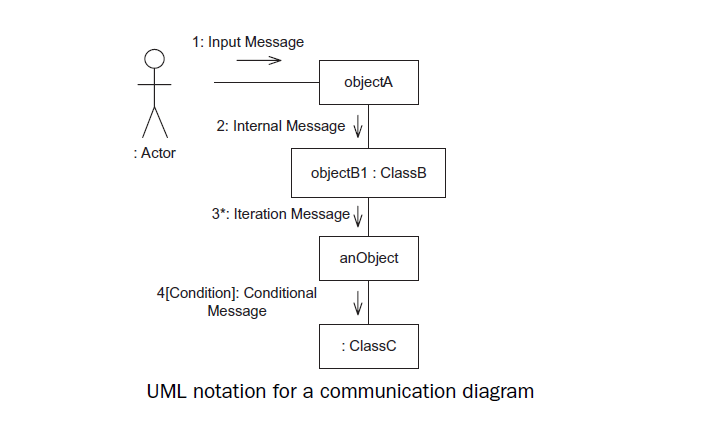 1: Input Message
objectA
2: Internal Message
: Actor
objectB1 : ClassB
3*: Iteration Message
anObject
4[Condition]: Conditional
Message
: ClassC
UML notation for a communication diagram